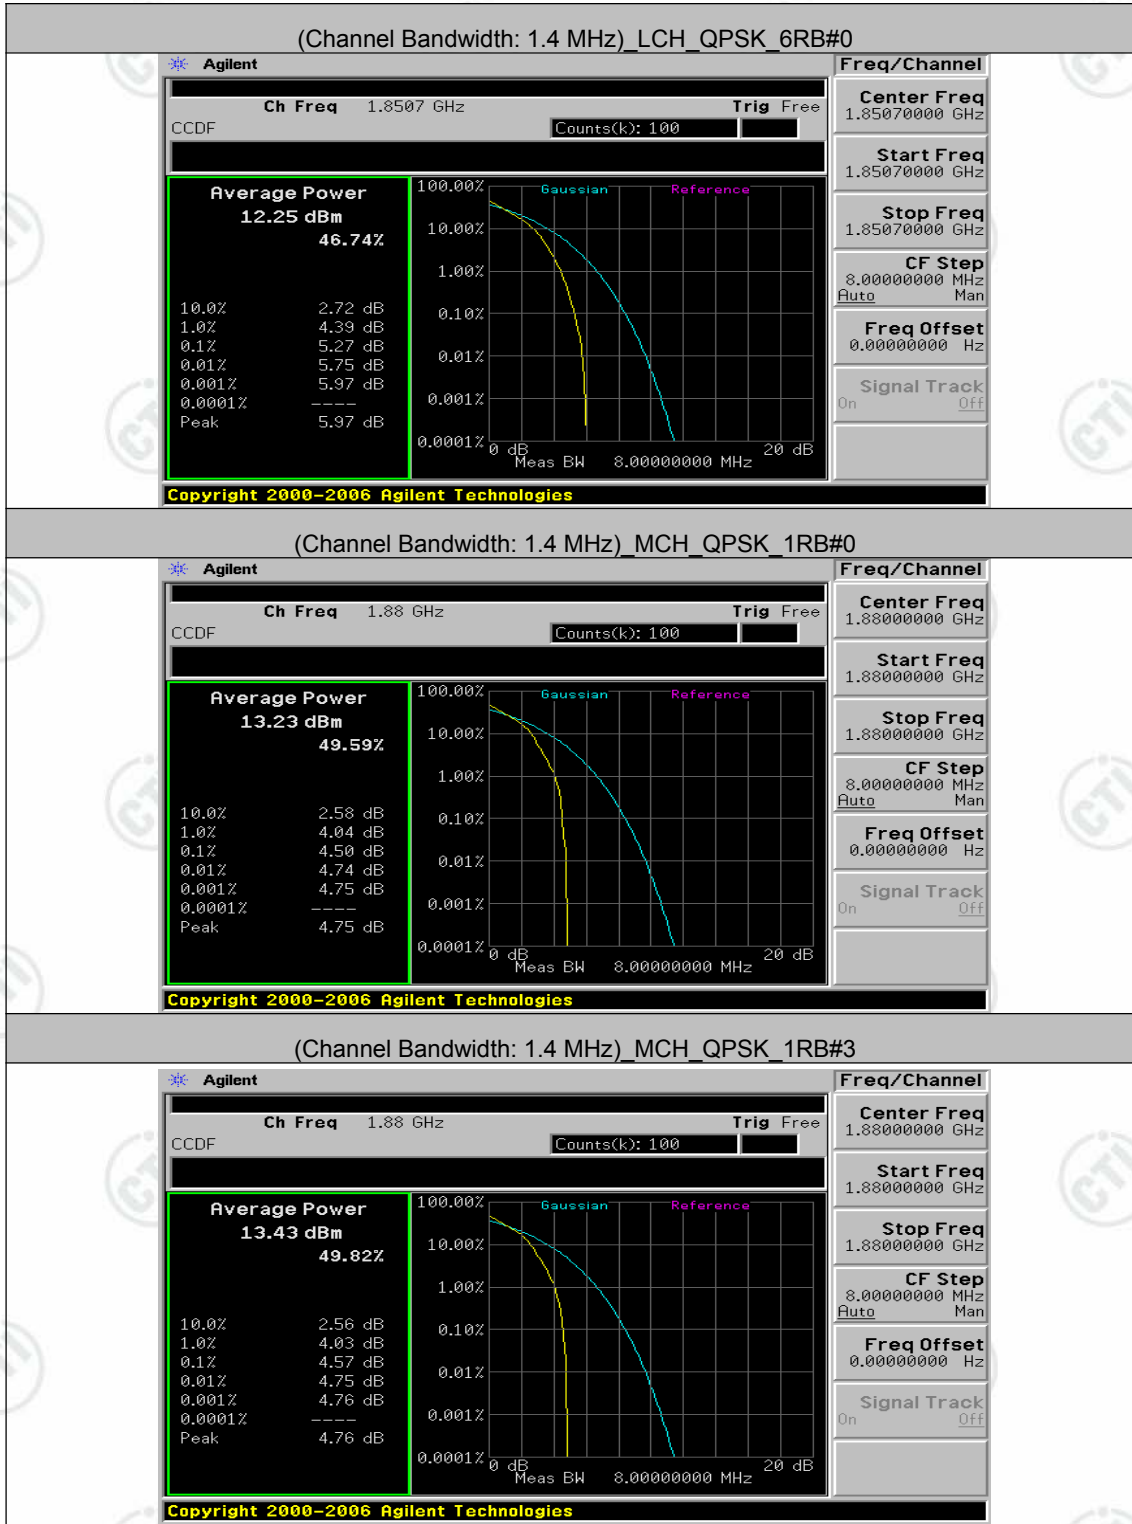 (Channel Bandwidth: 1.4 MHz)_LCH_QPSK_6RB#0
Agilent
Freq/Channel
Ch Freq 1.8507 GHz Trig Free
CCDF Counts(k): 100
Center Freq
1.85070000 GHz
Start Freq
1.85070000 GHz
Stop Freq
1.85070000 GHz
CF Step
8.00000000 MHz
Auto Man
Freq Offset
0.00000000 Hz
Signal Track
On Off
Average Power
12.25 dBm
46.74%
10.0% 2.72 dB
1.0% 4.39 dB
0.1% 5.27 dB
0.01% 5.75 dB
0.001% 5.97 dB
0.0001% ----
Peak 5.97 dB
Gaussian Reference
100.00%
10.00%
1.00%
0.10%
0.01%
0.001%
0.0001%
0 dB 20 dB
Meas BW 8.00000000 MHz
Copyright 2000-2006 Agilent Technologies
(Channel Bandwidth: 1.4 MHz)_MCH_QPSK_1RB#0
Agilent
Freq/Channel
Ch Freq 1.88 GHz Trig Free
CCDF Counts(k): 100
Center Freq
1.88000000 GHz
Start Freq
1.88000000 GHz
Stop Freq
1.88000000 GHz
CF Step
8.00000000 MHz
Auto Man
Freq Offset
0.00000000 Hz
Signal Track
On Off
Average Power
13.23 dBm
49.59%
10.0% 2.58 dB
1.0% 4.04 dB
0.1% 4.50 dB
0.01% 4.74 dB
0.001% 4.75 dB
0.0001% ----
Peak 4.75 dB
Gaussian Reference
100.00%
10.00%
1.00%
0.10%
0.01%
0.001%
0.0001%
0 dB 20 dB
Meas BW 8.00000000 MHz
Copyright 2000-2006 Agilent Technologies
(Channel Bandwidth: 1.4 MHz)_MCH_QPSK_1RB#3
Agilent
Freq/Channel
Ch Freq 1.88 GHz Trig Free
CCDF Counts(k): 100
Center Freq
1.88000000 GHz
Start Freq
1.88000000 GHz
Stop Freq
1.88000000 GHz
CF Step
8.00000000 MHz
Auto Man
Freq Offset
0.00000000 Hz
Signal Track
On Off
Average Power
13.43 dBm
49.82%
10.0% 2.56 dB
1.0% 4.03 dB
0.1% 4.57 dB
0.01% 4.75 dB
0.001% 4.76 dB
0.0001% ----
Peak 4.76 dB
Gaussian Reference
100.00%
10.00%
1.00%
0.10%
0.01%
0.001%
0.0001%
0 dB 20 dB
Meas BW 8.00000000 MHz
Copyright 2000-2006 Agilent Technologies
CTI
CTI
CTI
CTI
CTI